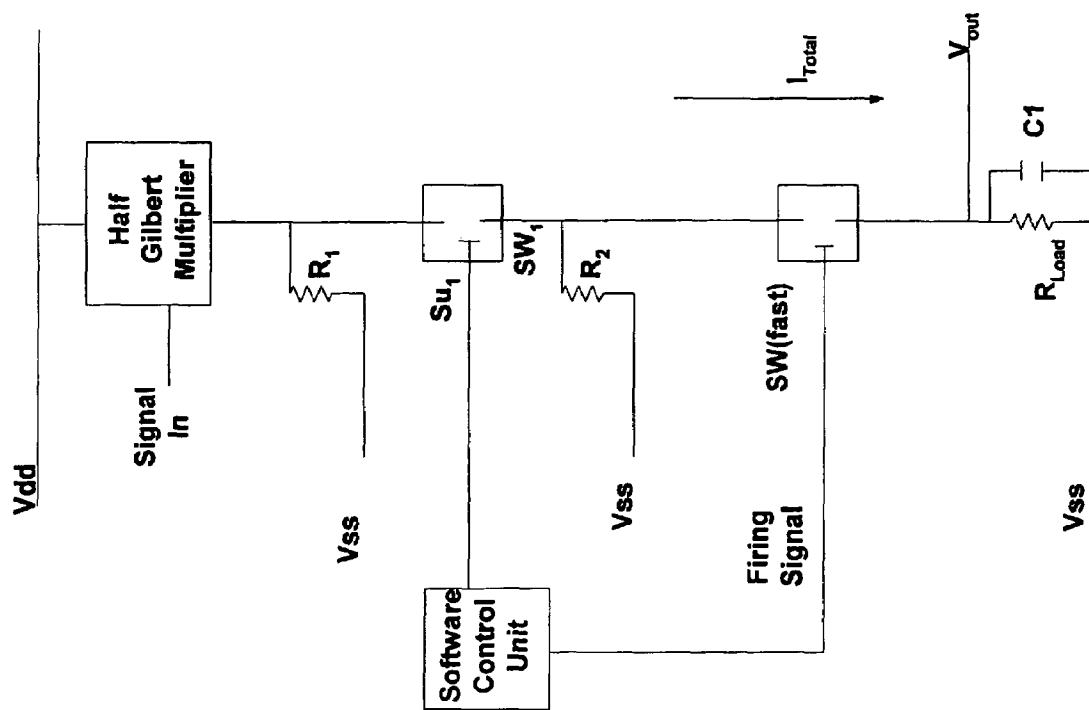 Vdd
Half
Gilbert
Multiplier
Signal
In
R1
Vss
Su1
SW1
R2
Vss
Software
Control
Unit
SW(fast)
Firing
Signal
ITotal
Vout
C1
RLoad
Vss